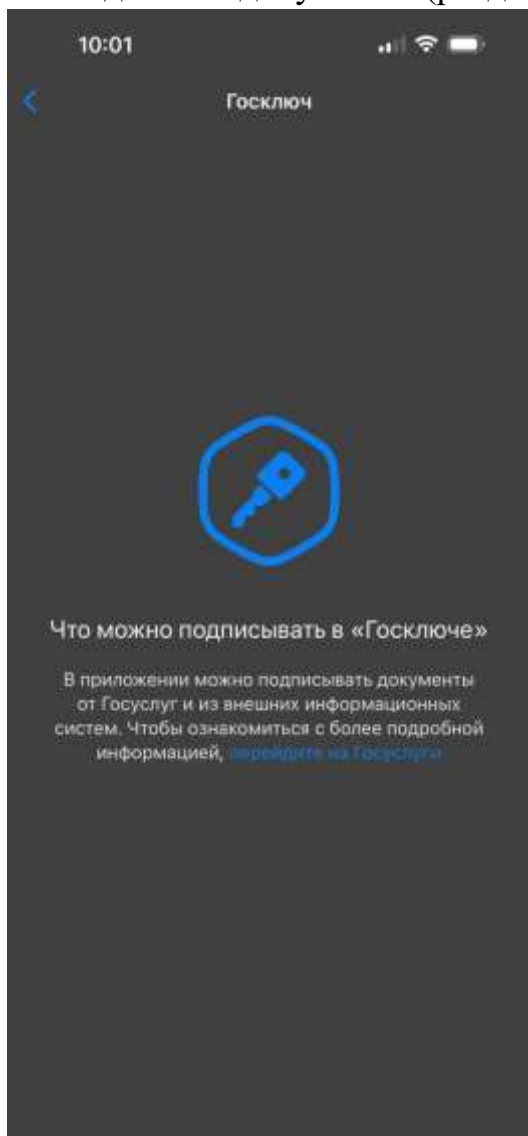 10:01
Госключ
Что можно подписывать в «Госключе»
В приложении можно подписывать документы
от Госуслуг и из внешних информационных
систем. Чтобы ознакомиться с более подробной
информацией, перейдите на Госуслуги